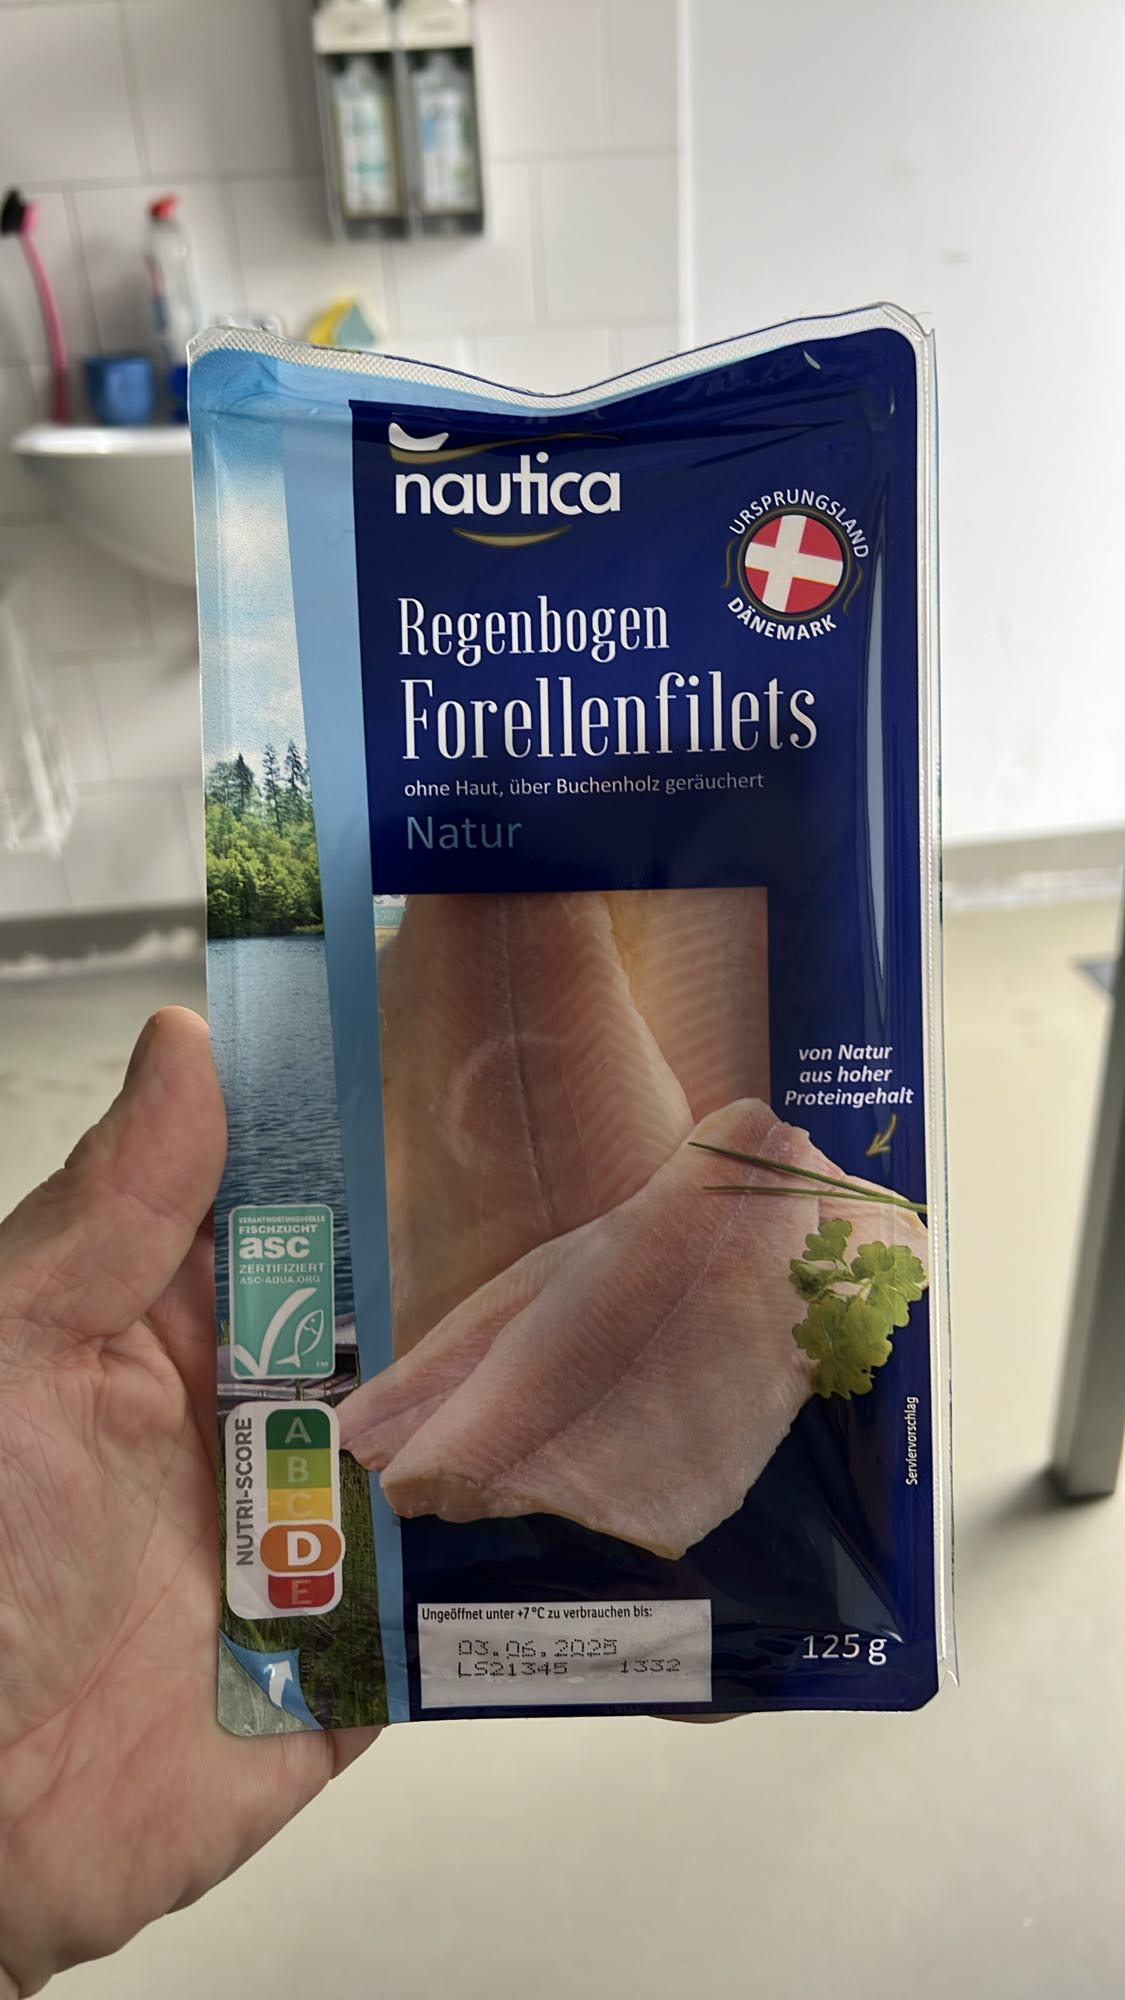 nautica
URSPRUNGSLAND
DÄNEMARK
Regenbogen
Forellenfilets
ohne Haut, über Buchenholz geräuchert
Natur
von Natur
aus hoher
Proteingehalt
VERANTWORTUNGSVOLLE
FISCHZUCHT
asc
ZERTIFIZIERT
ASC-AQUA.ORG
TM
NUTRI-SCORE
A
B
C
D
E
Serviervorschlag
Ungeöffnet unter +7 °C zu verbrauchen bis:
03.06.2025
LS21345 1332
125 g